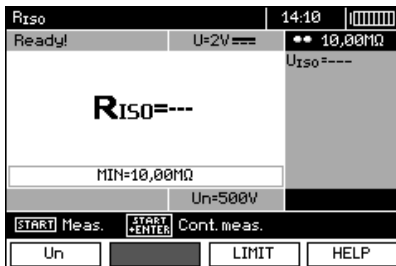 RISO 14:10
Ready! U=2V 10,00MΩ
UISO=---
RISO=---
MIN=10,00MΩ
Un=500V
START Meas. START +ENTER Cont. meas.
Un LIMIT HELP